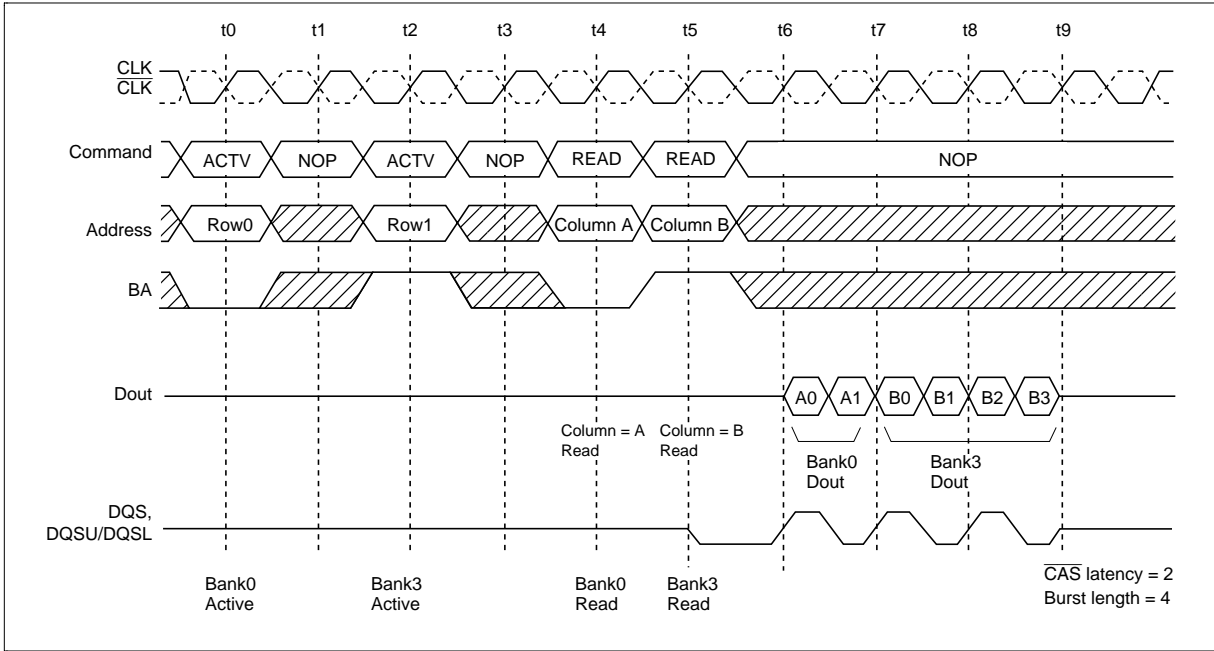 t0 t1 t2 t3 t4 t5 t6 t7 t8 t9
CLK
CLK
Command ACTV NOP ACTV NOP READ READ NOP
Address Row0 Row1 Column A Column B
BA
Dout A0 A1 B0 B1 B2 B3
Column = A Column = B
Read Read
Bank0 Bank3
Dout Dout
DQS,
DQSU/DQSL
Bank0 Bank3 Bank0 Bank3
Active Active Read Read
CAS latency = 2
Burst length = 4